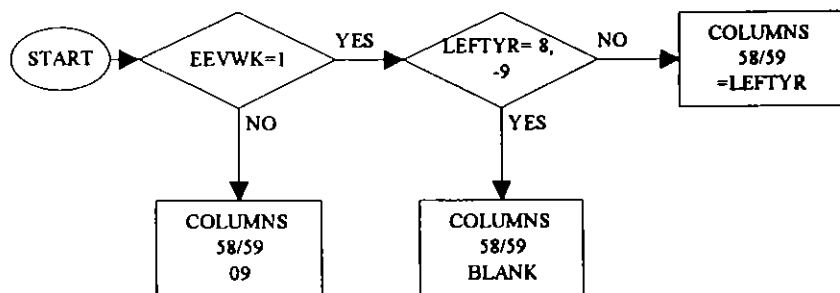 START
EEVWK=1
YES
LEFTYR= 8,
-9
NO
COLUMNS
58/59
=LEFTYR
NO
YES
COLUMNS
58/59
09
COLUMNS
58/59
BLANK